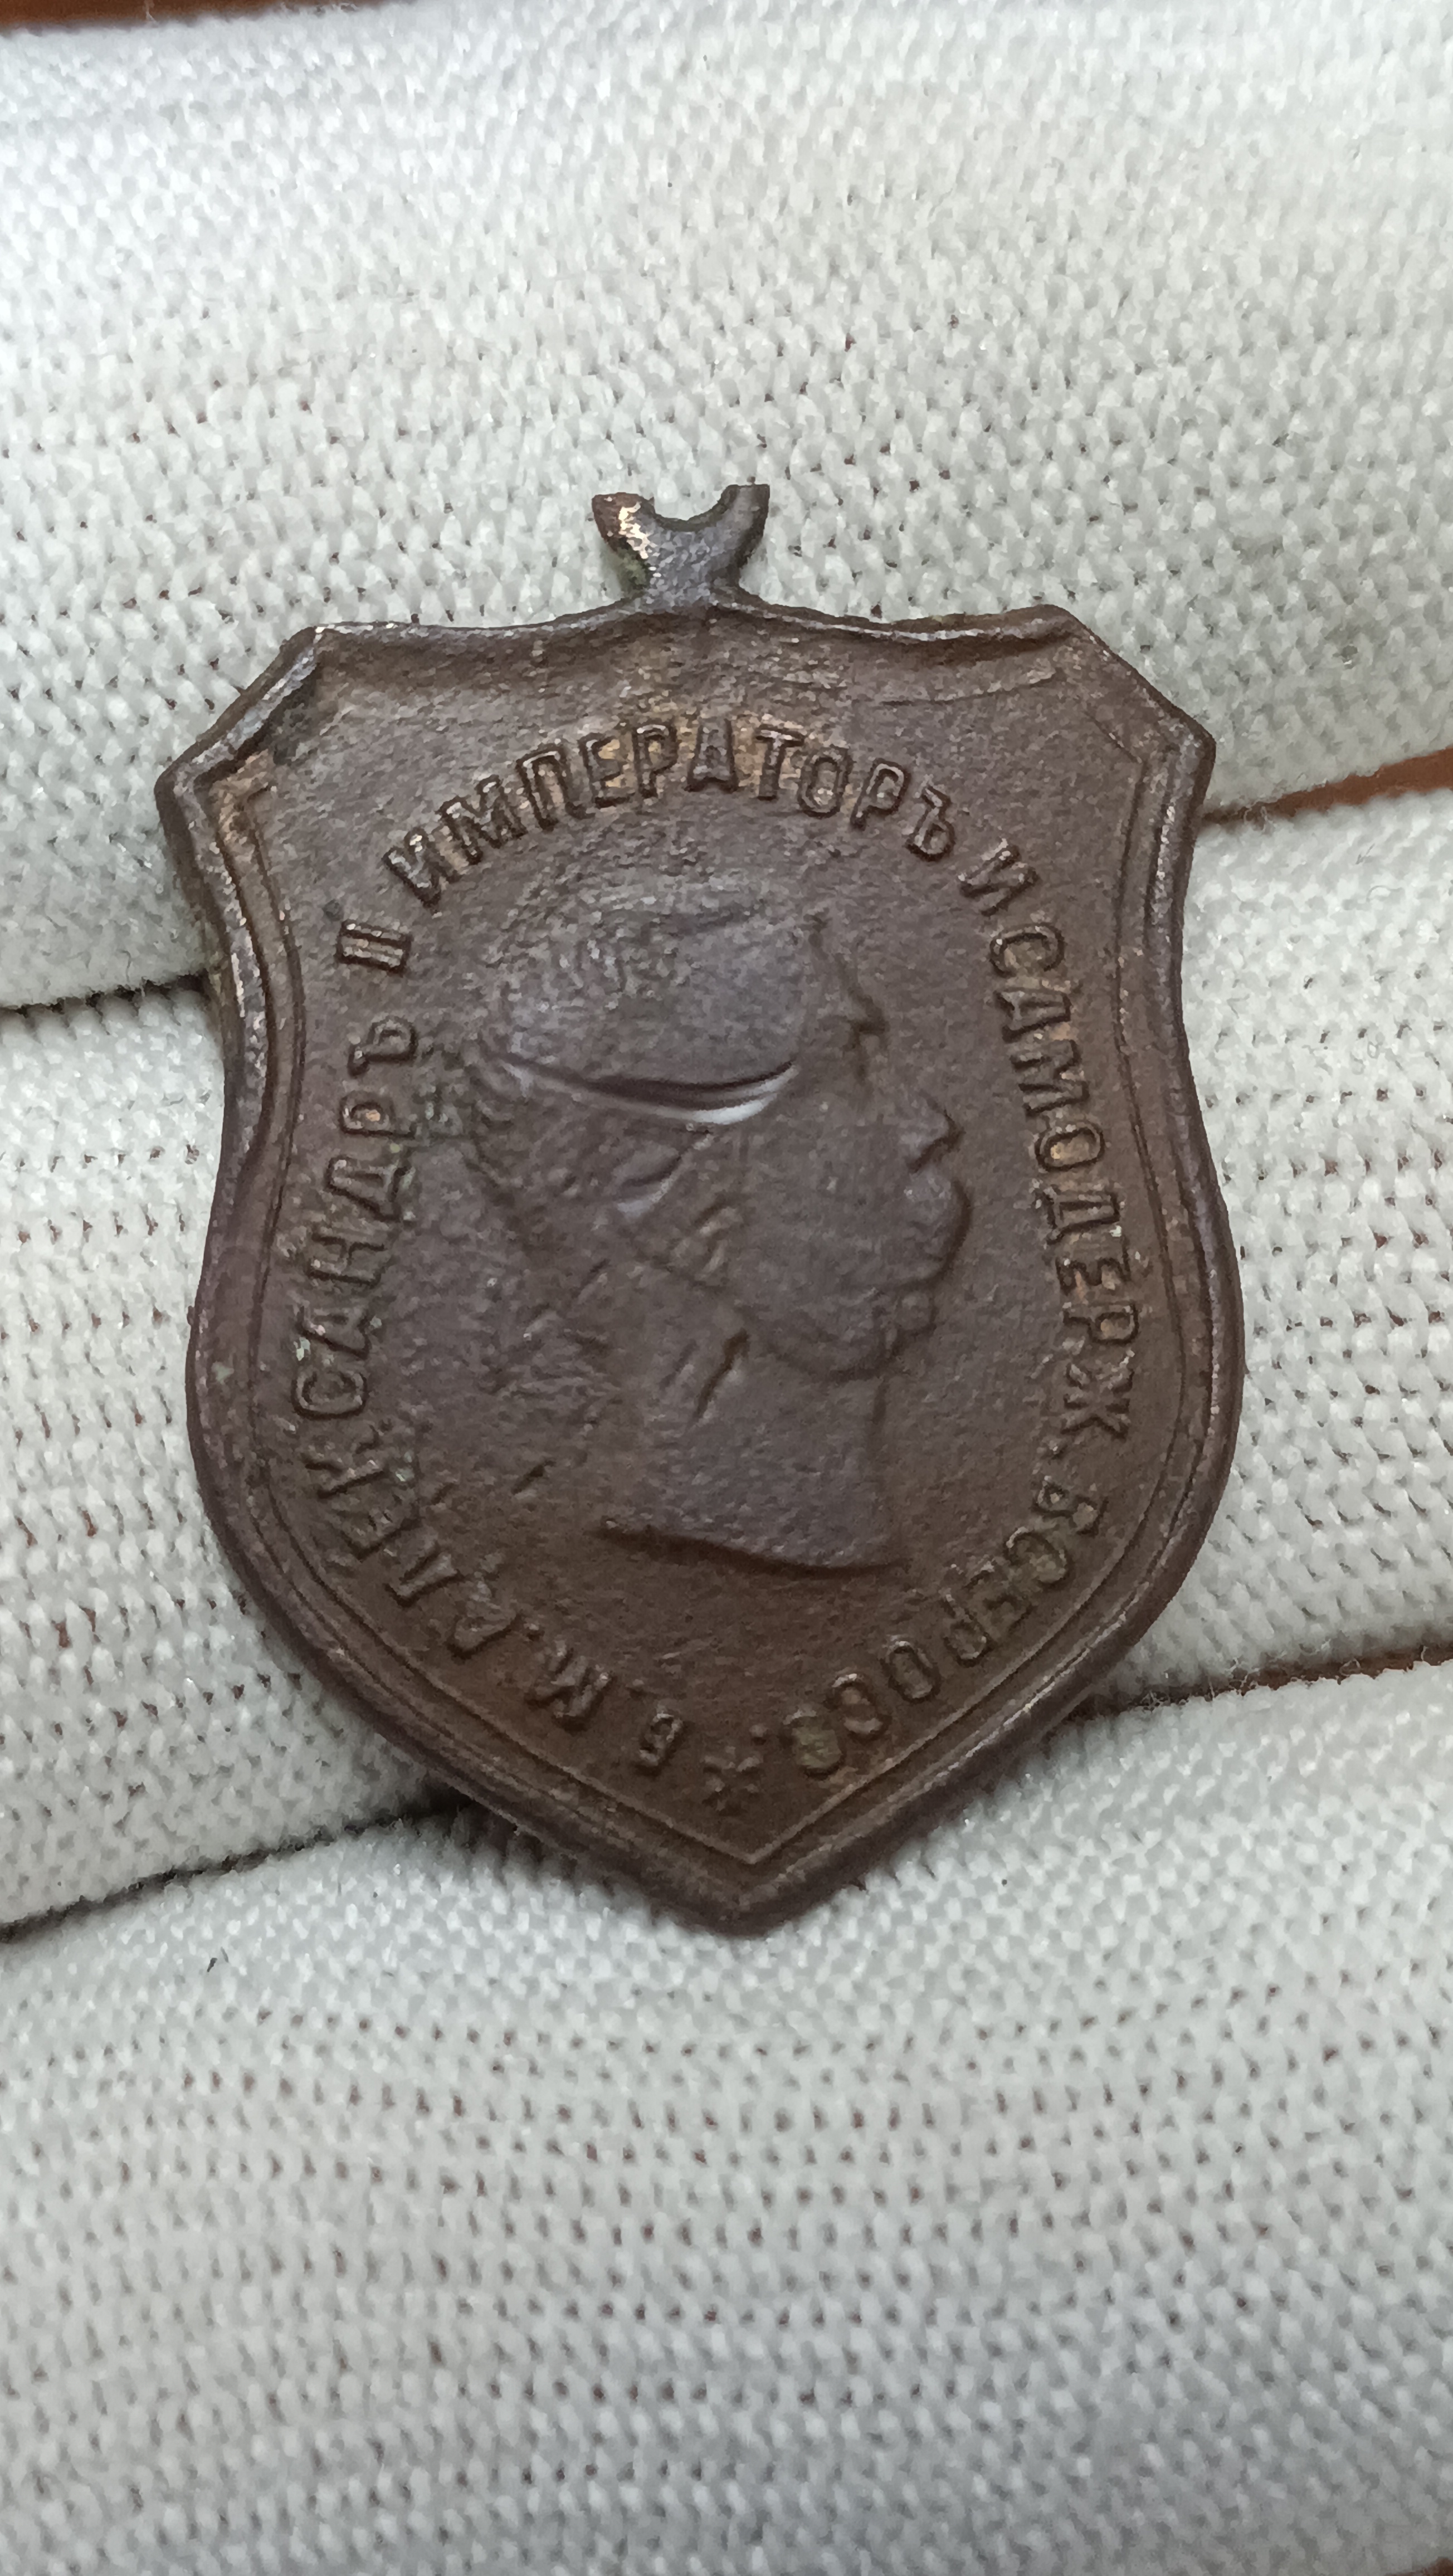 Б. М. АЛЕКСАНДРЪ II ИМПЕРАТОРЪ И САМОДЕРЖ. ВСЕРОСС.